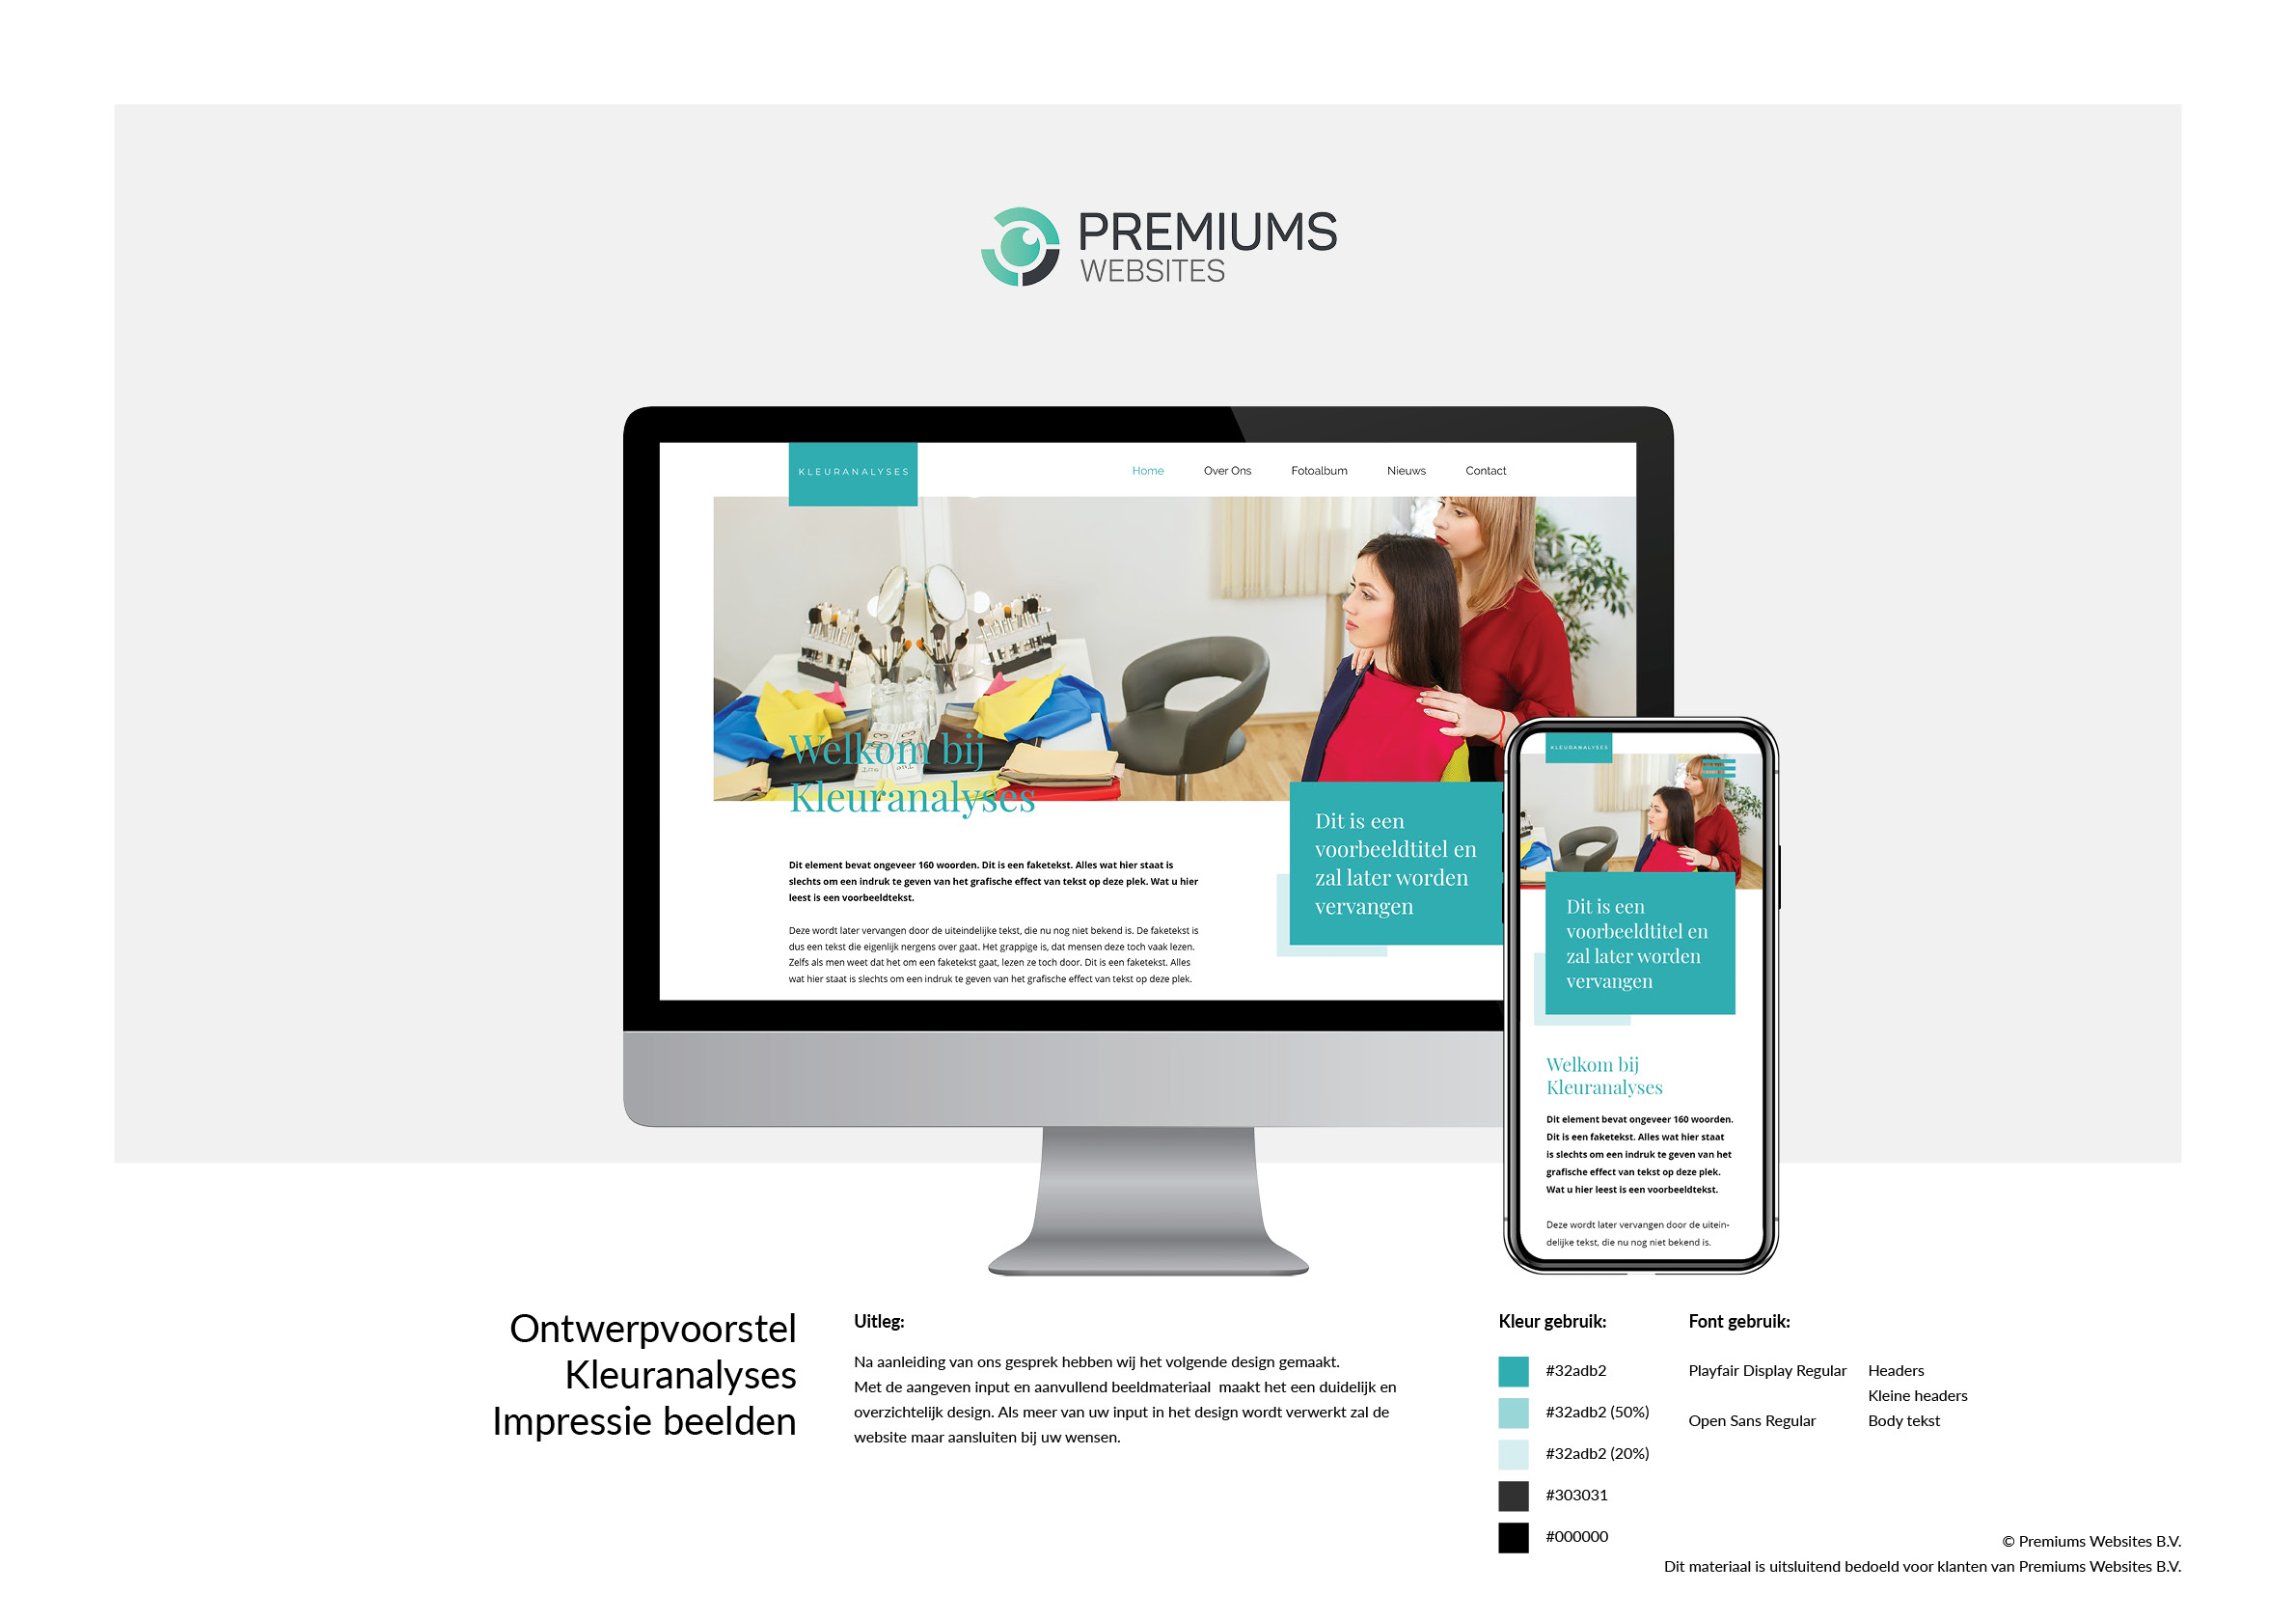 PREMIUMS
WEBSITES
KLEURANALYSES
Home Over Ons Fotoalbum Nieuws Contact
Welkom bij
Kleuranalyses
Dit element bevat ongeveer 160 woorden. Dit is een faketekst. Alles wat hier staat is
slechts om een indruk te geven van het grafische effect van tekst op deze plek. Wat u hier
leest is een voorbeeldtekst.
Deze wordt later vervangen door de uiteindelijke tekst, die nu nog niet bekend is. De faketekst is
dus een tekst die eigenlijk nergens over gaat. Het grappige is, dat mensen deze toch vaak lezen.
Zelfs als men weet dat het om een faketekst gaat, lezen ze toch door. Dit is een faketekst. Alles
wat hier staat is slechts om een indruk te geven van het grafische effect van tekst op deze plek.
Dit is een
voorbeeldtitel en
zal later worden
vervangen
KLEURANALYSES
Dit is een
voorbeeldtitel en
zal later worden
vervangen
Welkom bij
Kleuranalyses
Dit element bevat ongeveer 160 woorden.
Dit is een faketekst. Alles wat hier staat
is slechts om een indruk te geven van het
grafische effect van tekst op deze plek.
Wat u hier leest is een voorbeeldtekst.
Deze wordt later vervangen door de uitein-
delijke tekst, die nu nog niet bekend is.
Ontwerpvoorstel
Kleuranalyses
Impressie beelden
Uitleg:
Na aanleiding van ons gesprek hebben wij het volgende design gemaakt.
Met de aangeven input en aanvullend beeldmateriaal  maakt het een duidelijk en
overzichtelijk design. Als meer van uw input in het design wordt verwerkt zal de
website maar aansluiten bij uw wensen.
Kleur gebruik:
#32adb2
#32adb2 (50%)
#32adb2 (20%)
#303031
#000000
Font gebruik:
Playfair Display Regular Headers
Kleine headers
Open Sans Regular Body tekst
© Premiums Websites B.V.
Dit materiaal is uitsluitend bedoeld voor klanten van Premiums Websites B.V.